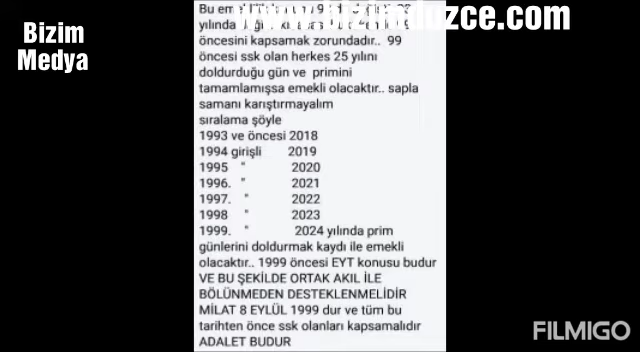 Bizim
Medya
www.bizimduzce.com
Bu
yılında
öncesini kapsamak zorundadır.. 99
öncesi ssk olan herkes 25 yılını
doldurduğu gün ve primini
tamamlamışsa emekli olacaktır.. sapla
samanı karıştırmayalım
sıralama şöyle
1993 ve öncesi 2018
1994 girişli 2019
1995 " 2020
1996. " 2021
1997. " 2022
1998 " 2023
1999. " 2024 yılında prim
günlerini doldurmak kaydı ile emekli
olacaktır.. 1999 öncesi EYT konusu budur
VE BU ŞEKİLDE ORTAK AKIL İLE
BÖLÜNMEDEN DESTEKLENMELİDİR
MİLAT 8 EYLÜL 1999 dur ve tüm bu
tarihten önce ssk olanları kapsamalıdır
ADALET BUDUR
FILMIGO